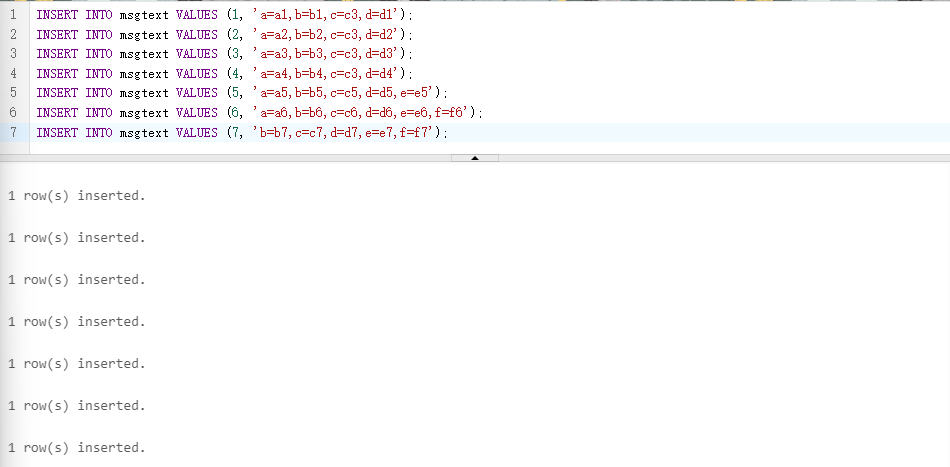 1 INSERT INTO msgtext VALUES (1, 'a=a1,b=b1,c=c3,d=d1');
2 INSERT INTO msgtext VALUES (2, 'a=a2,b=b2,c=c3,d=d2');
3 INSERT INTO msgtext VALUES (3, 'a=a3,b=b3,c=c3,d=d3');
4 INSERT INTO msgtext VALUES (4, 'a=a4,b=b4,c=c3,d=d4');
5 INSERT INTO msgtext VALUES (5, 'a=a5,b=b5,c=c5,d=d5,e=e5');
6 INSERT INTO msgtext VALUES (6, 'a=a6,b=b6,c=c6,d=d6,e=e6,f=f6');
7 INSERT INTO msgtext VALUES (7, 'b=b7,c=c7,d=d7,e=e7,f=f7');
1 row(s) inserted.
1 row(s) inserted.
1 row(s) inserted.
1 row(s) inserted.
1 row(s) inserted.
1 row(s) inserted.
1 row(s) inserted.